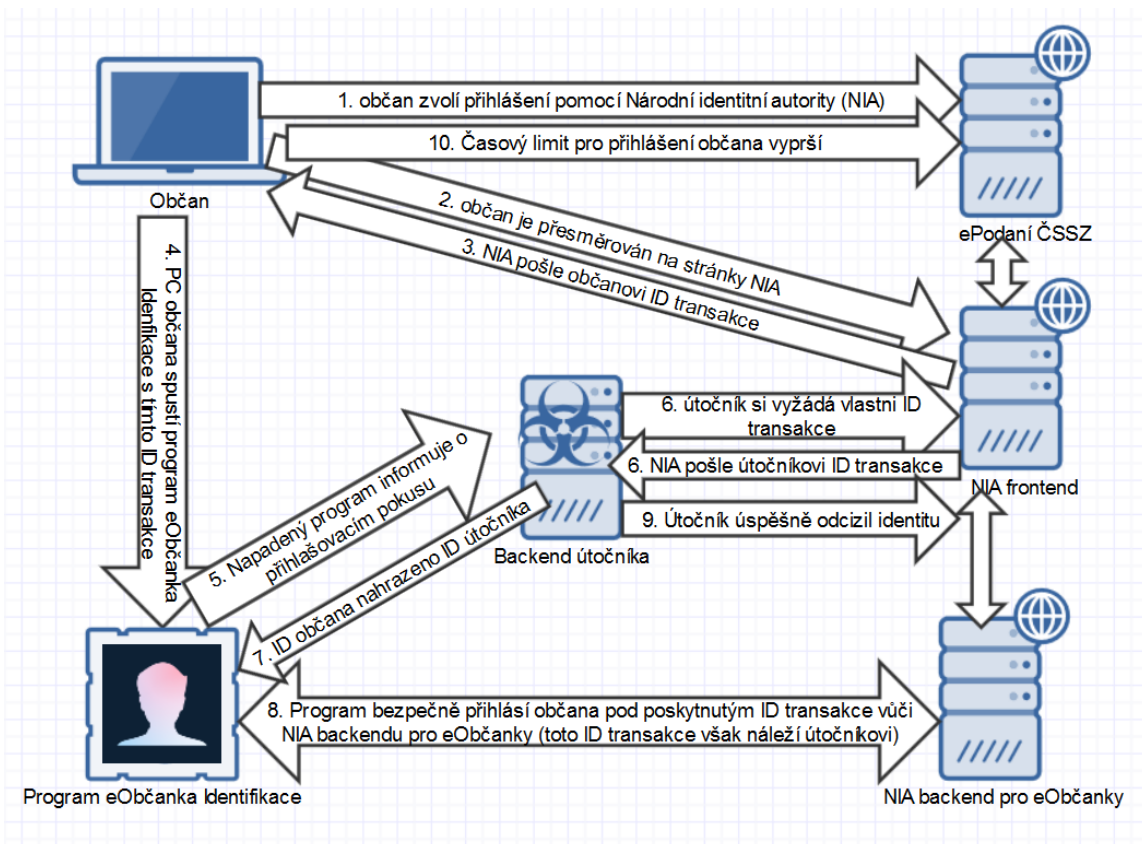 1. občan zvolí přihlášení pomocí Národní identitní autority (NIA)
10. Časový limit pro přihlášení občana vyprší
Občan
ePodaní ČSSZ
2. občan je přesměrován na stránky NIA
3. NIA pošle občanovi ID transakce
4. PC občana spustí program eObčanka
Idenfikace s tímto ID transakce
5. Napadený program informuje o
přihlašovacím pokusu
6. útočník si vyžádá vlastni ID
transakce
6. NIA pošle útočníkovi ID transakce
NIA frontend
9. Útočník úspěšně odcizil identitu
Backend útočníka
7. ID občana nahrazeno ID útočníka
8. Program bezpečně přihlásí občana pod poskytnutým ID transakce vůči
NIA backendu pro eObčanky (toto ID transakce však náleží útočníkovi)
Program eObčanka Identifikace
NIA backend pro eObčanky